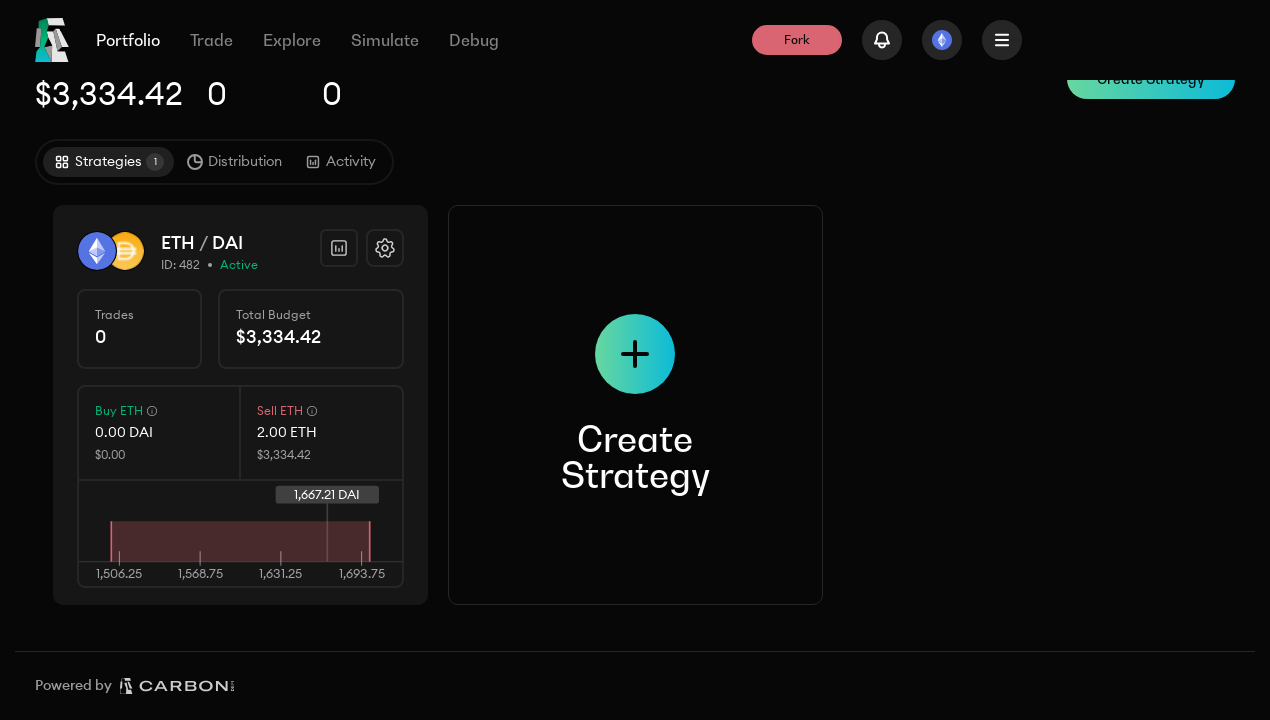 Portfolio Trade Explore Simulate Debug Fork
$3,334.42 0 0 Create Strategy
Strategies 1 Distribution Activity
ETH / DAI
ID: 482 • Active
Trades Total Budget
0 $3,334.42
Buy ETH Sell ETH
0.00 DAI 2.00 ETH
$0.00 $3,334.42
1,667.21 DAI
1,506.25 1,568.75 1,631.25 1,693.75
Create
Strategy
Powered by CARBON DEFI